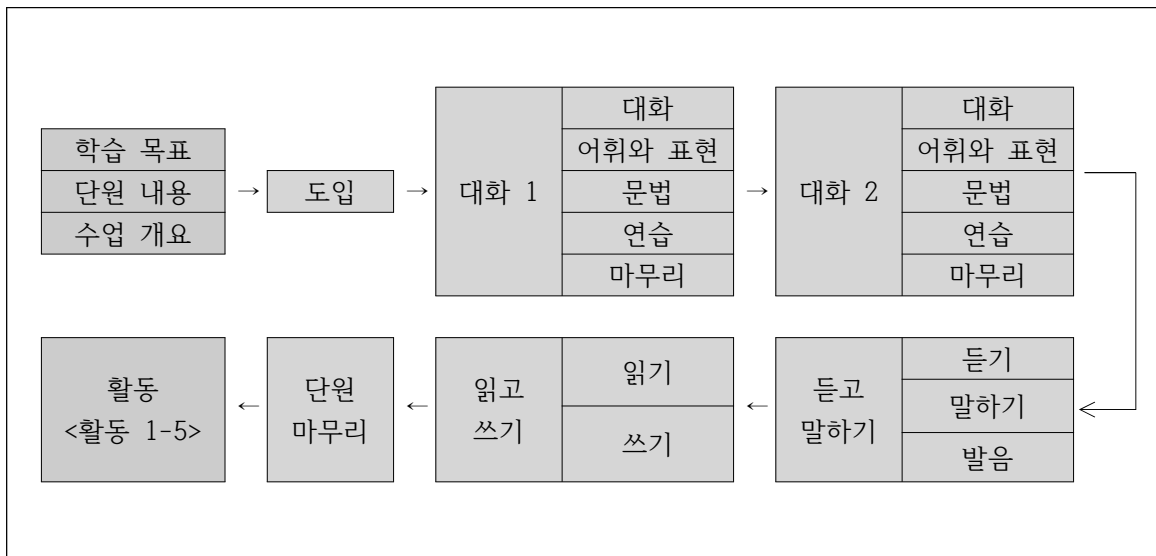 학습 목표
단원 내용
수업 개요
→
도입
→
대화 1
대화
어휘와 표현
문법
연습
마무리
→
대화 2
대화
어휘와 표현
문법
연습
마무리
듣고
말하기
듣기
말하기
발음
←
읽고
쓰기
읽기
쓰기
←
단원
마무리
←
활동
<활동 1-5>